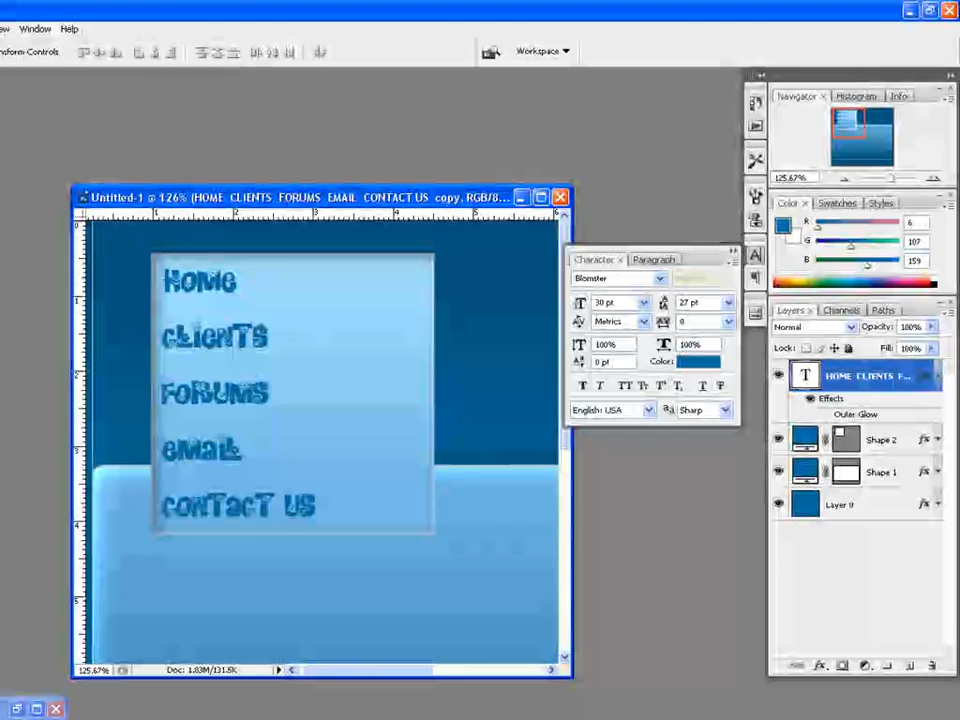 Window Help
Workspace
Untitled-1 @ 126% (HOME CLIENTS FORUMS EMAIL CONTACT US copy, RGB/8...
HOME
CLIENTS
FORUMS
EMAIL
CONTACT US
125.67% Doc: 1.83M/131.5K
Character Paragraph
Blomster
30 pt 27 pt
Metrics 0
100% 100%
0 pt Color:
English: USA Sharp
Navigator Histogram Info
125.67%
Color Swatches Styles
R 6
G 107
B 159
Layers Channels Paths
Normal Opacity: 100%
Lock: Fill: 100%
HOME CLIENTS F...
Effects
Outer Glow
Shape 2
Shape 1
Layer 0